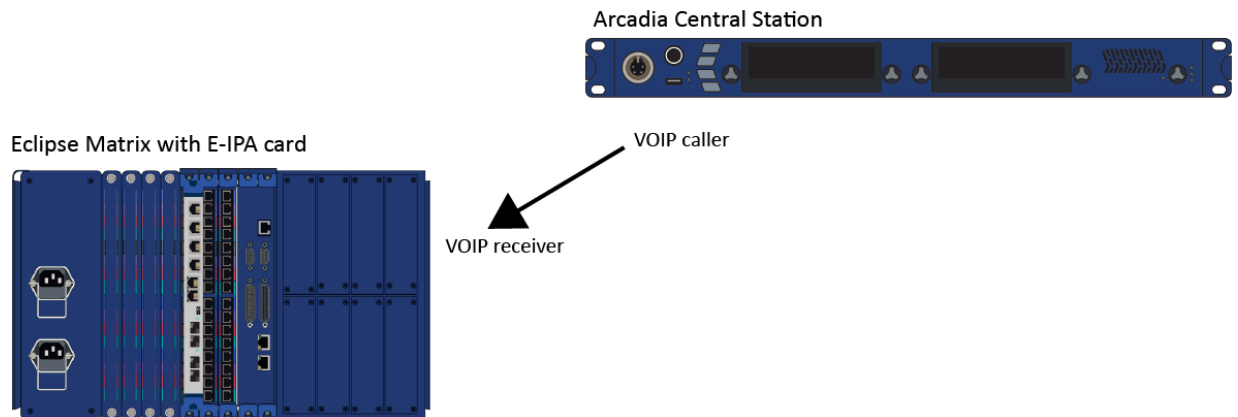 Arcadia Central Station
VOIP caller
Eclipse Matrix with E-IPA card
VOIP receiver